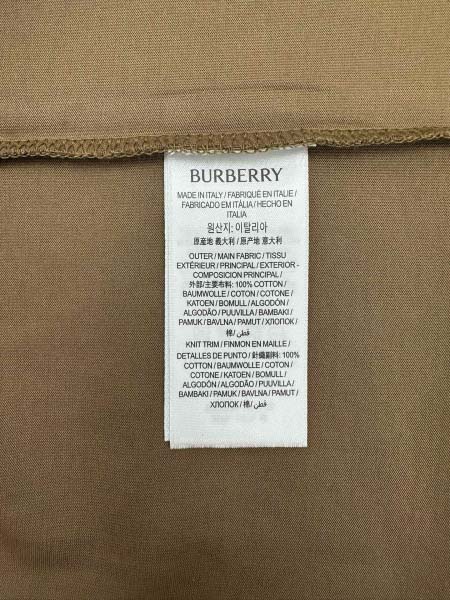 BURBERRY
MADE IN ITALY / FABRIQUÉ EN ITALIE /
FABRICADO EM ITÁLIA / HECHO EN
ITALIA
원산지: 이탈리아
原産地 義大利 / 原产地 意大利
OUTER / MAIN FABRIC / TISSU
EXTÉRIEUR / PRINCIPAL / EXTERIOR -
COMPOSICION PRINCIPAL /
外部/主要布料: 100% COTTON /
BAUMWOLLE / COTON / COTONE /
KATOEN / BOMULL / ALGODÓN /
ALGODÃO / PUUVILLA / BAMBAKI /
PAMUK / BAVLNA / PAMUT / ХЛОПОК /
棉/ قطن/
KNIT TRIM / FINMON EN MAILLE /
DETALLES DE PUNTO / 針織副料: 100%
COTTON / BAUMWOLLE / COTON /
COTONE / KATOEN / BOMULL /
ALGODÓN / ALGODÃO / PUUVILLA /
BAMBAKI / PAMUK / BAVLNA / PAMUT /
ХЛОПОК / 棉/ قطن/